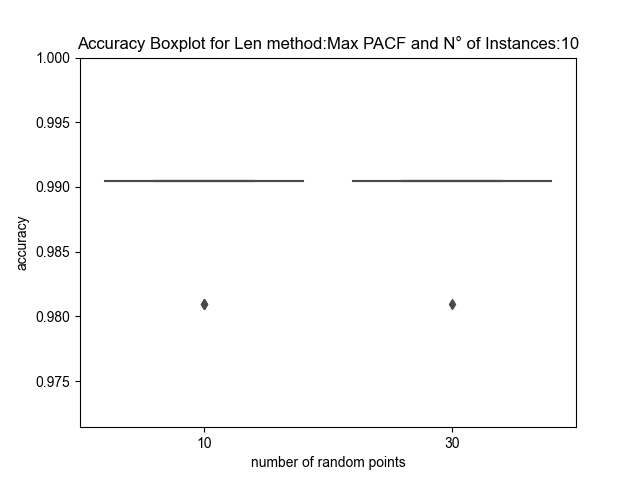 Accuracy Boxplot for Len method:Max PACF and N° of Instances:10
1.000
0.995
0.990
0.985
0.980
0.975
accuracy
10
30
number of random points